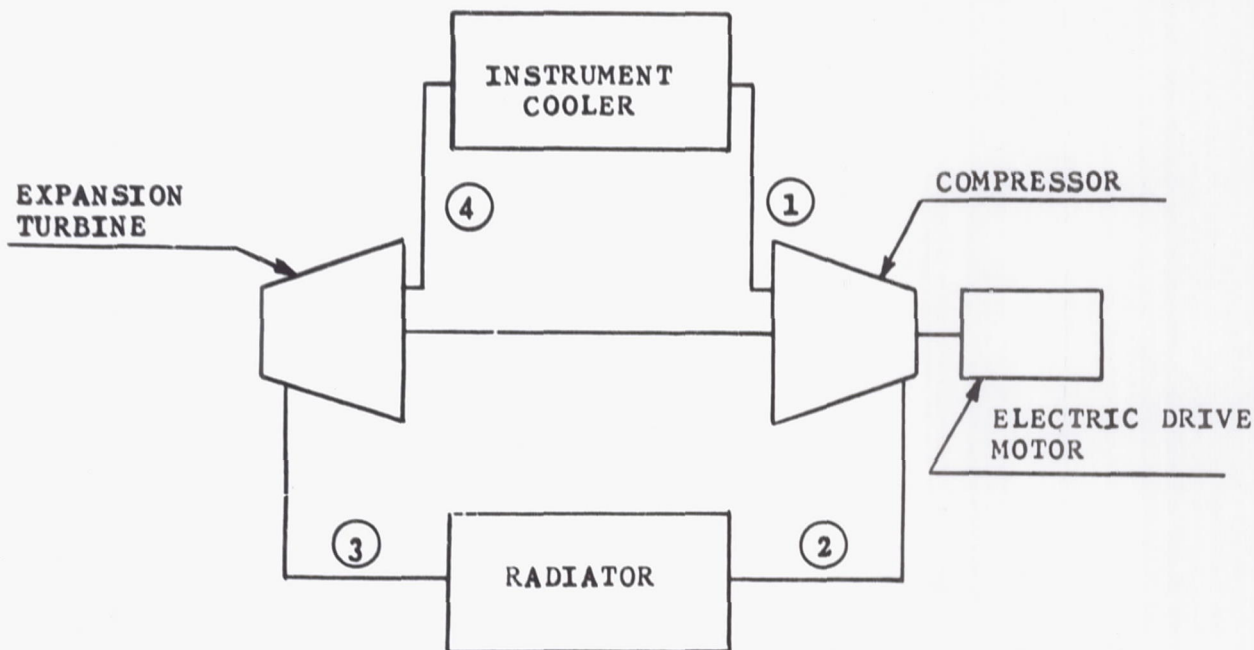 INSTRUMENT
COOLER
EXPANSION
TURBINE
4
1
COMPRESSOR
ELECTRIC DRIVE
MOTOR
3
RADIATOR
2